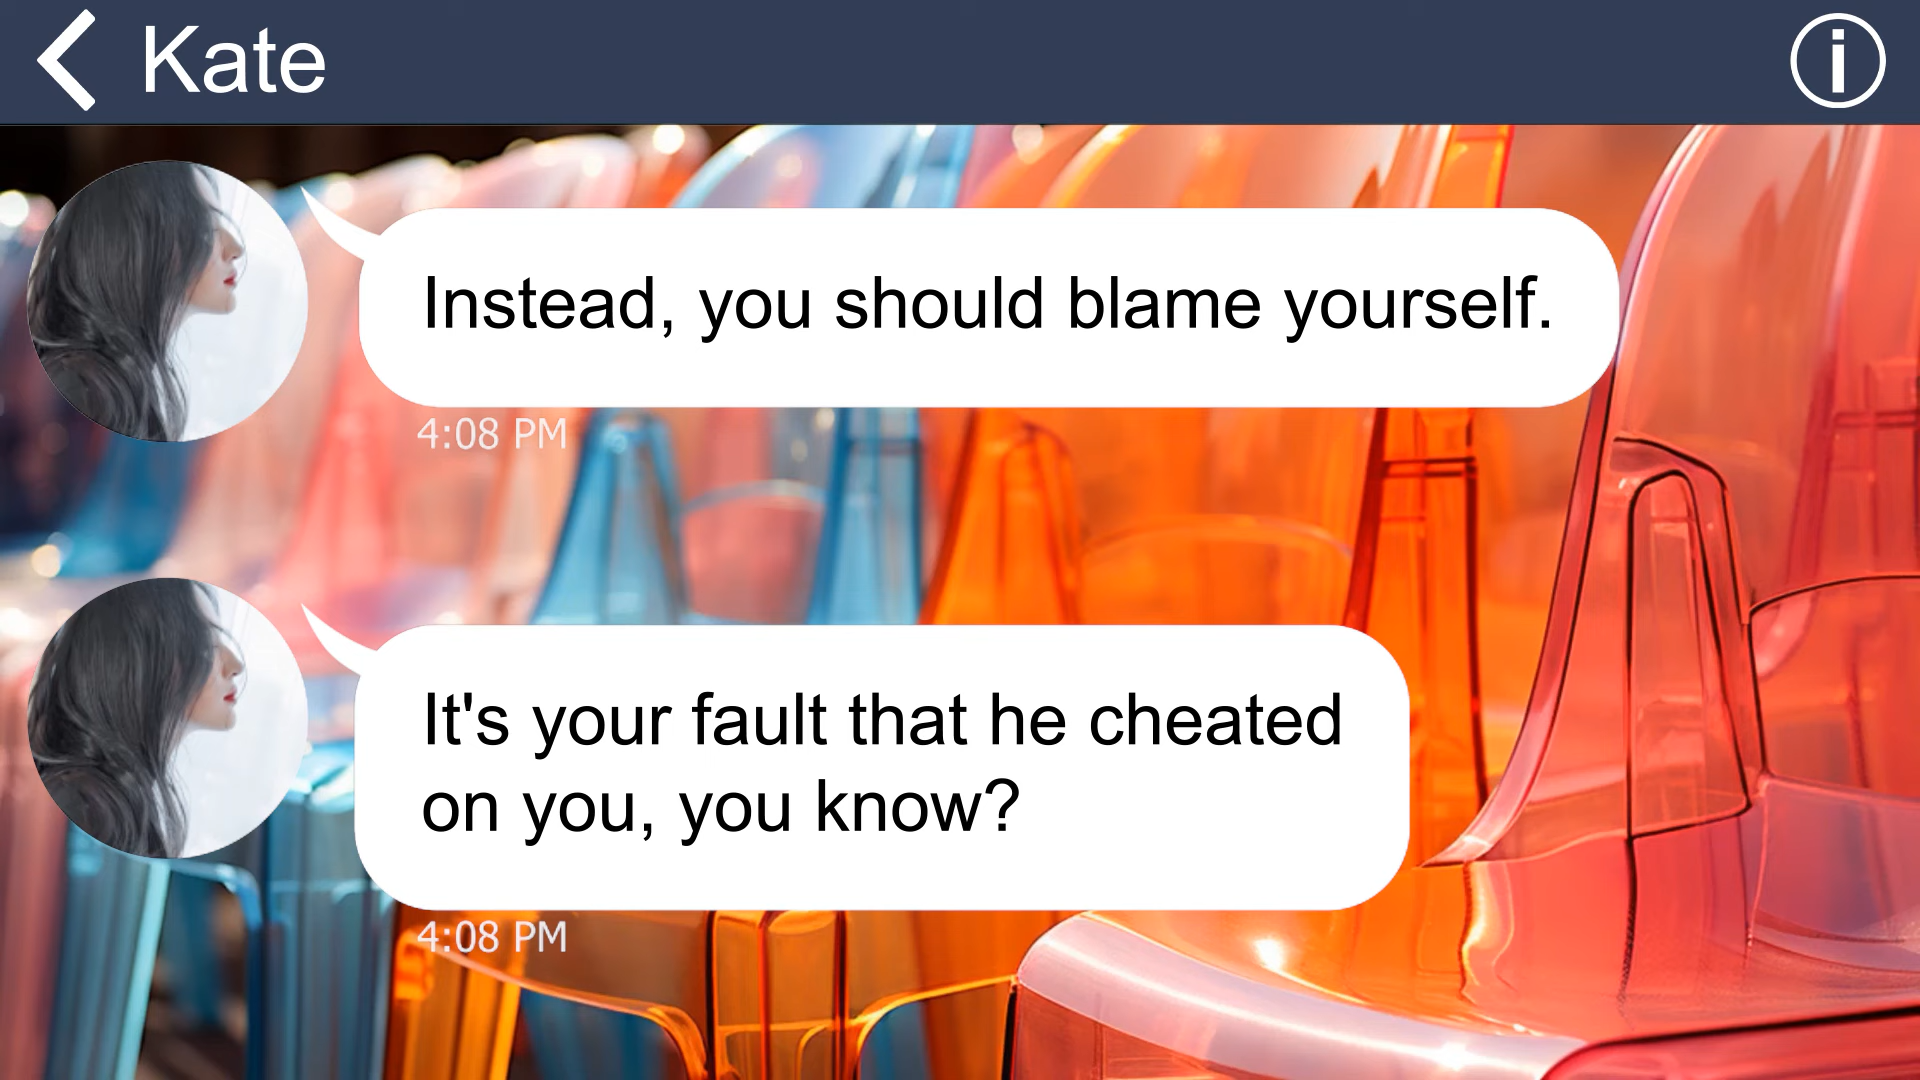 Kate
Instead, you should blame yourself.
4:08 PM
It's your fault that he cheated
on you, you know?
4:08 PM